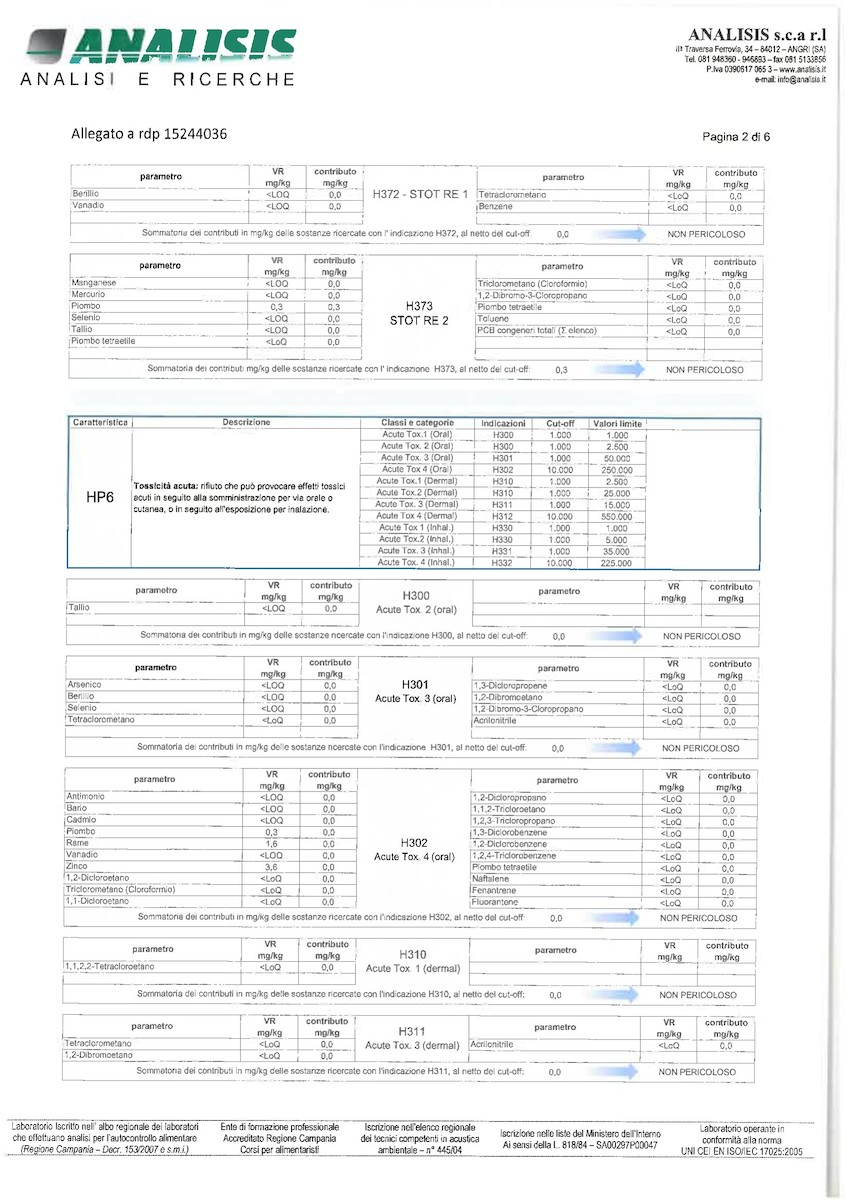 ANALISIS
ANALISI E RICERCHE
ANALISIS s.c.a r.l
III Traversa Ferrovia, 34 – 84012 – ANGRI (SA)
Tel. 081 948360 - 946893 – fax 081 5133856
P.Iva 0390617 065 3 – www.analisis.it
e-mail: info@analisis.it
Allegato a rdp 15244036
Pagina 2 di 6
parametro VR mg/kg contributo mg/kg H372 - STOT RE 1 parametro VR mg/kg contributo mg/kg
Berillio <LOQ 0,0 Tetraclorometano <LoQ 0,0
Vanadio <LOQ 0,0 Benzene <LoQ 0,0
Sommatoria dei contributi in mg/kg delle sostanze ricercate con l' indicazione H372, al netto del cut-off 0,0 NON PERICOLOSO
parametro VR mg/kg contributo mg/kg H373 STOT RE 2 parametro VR mg/kg contributo mg/kg
Manganese <LOQ 0,0 Triclorometano (Cloroformio) <LoQ 0,0
Mercurio <LOQ 0,0 1,2-Dibromo-3-Cloropropano <LoQ 0,0
Piombo 0,3 0,3 Piombo tetraetile <LoQ 0,0
Selenio <LOQ 0,0 Toluene <LoQ 0,0
Tallio <LOQ 0,0 PCB congeneri totali (Σ elenco) <LoQ 0,0
Piombo tetraetile <LoQ 0,0
Sommatoria dei contributi mg/kg delle sostanze ricercate con l' indicazione H373, al netto del cut-off: 0,3 NON PERICOLOSO
Caratteristica Descrizione Classi e categorie Indicazioni Cut-off Valori limite
HP6
Tossicità acuta: rifiuto che può provocare effetti tossici
acuti in seguito alla somministrazione per via orale o
cutanea, o in seguito all'esposizione per inalazione.
Acute Tox.1 (Oral) H300 1.000 1.000
Acute Tox. 2 (Oral) H300 1.000 2.500
Acute Tox. 3 (Oral) H301 1.000 50.000
Acute Tox 4 (Oral) H302 10.000 250.000
Acute Tox.1 (Dermal) H310 1.000 2.500
Acute Tox.2 (Dermal) H310 1.000 25.000
Acute Tox. 3 (Dermal) H311 1.000 15.000
Acute Tox 4 (Dermal) H312 10.000 550.000
Acute Tox 1 (Inhal.) H330 1.000 1.000
Acute Tox.2 (Inhal.) H330 1.000 5.000
Acute Tox. 3 (Inhal.) H331 1.000 35.000
Acute Tox. 4 (Inhal.) H332 10.000 225.000
parametro VR mg/kg contributo mg/kg H300 Acute Tox. 2 (oral) parametro VR mg/kg contributo mg/kg
Tallio <LOQ 0,0
Sommatoria dei contributi in mg/kg delle sostanze ricercate con l'indicazione H300, al netto del cut-off: 0,0 NON PERICOLOSO
parametro VR mg/kg contributo mg/kg H301 Acute Tox. 3 (oral) parametro VR mg/kg contributo mg/kg
Arsenico <LOQ 0,0 1,3-Dicloropropene <LoQ 0,0
Berillio <LOQ 0,0 1,2-Dibromoetano <LoQ 0,0
Selenio <LOQ 0,0 1,2-Dibromo-3-Cloropropano <LoQ 0,0
Tetraclorometano <LoQ 0,0 Acrilonitrile <LoQ 0,0
Sommatoria dei contributi in mg/kg delle sostanze ricercate con l'indicazione H301, al netto del cut-off: 0,0 NON PERICOLOSO
parametro VR mg/kg contributo mg/kg H302 Acute Tox. 4 (oral) parametro VR mg/kg contributo mg/kg
Antimonio <LOQ 0,0 1,2-Dicloropropano <LoQ 0,0
Bario <LOQ 0,0 1,1,2-Tricloroetano <LoQ 0,0
Cadmio <LOQ 0,0 1,2,3-Tricloropropano <LoQ 0,0
Piombo 0,3 0,0 1,3-Diclorobenzene <LoQ 0,0
Rame 1,6 0,0 1,2-Diclorobenzene <LoQ 0,0
Vanadio <LOQ 0,0 1,2,4-Triclorobenzene <LoQ 0,0
Zinco 3,6 0,0 Piombo tetraetile <LoQ 0,0
1,2-Dicloroetano <LoQ 0,0 Naftalene <LoQ 0,0
Triclorometano (Cloroformio) <LoQ 0,0 Fenantrene <LoQ 0,0
1,1-Dicloroetano <LoQ 0,0 Fluorantone <LoQ 0,0
Sommatoria dei contributi in mg/kg delle sostanze ricercate con l'indicazione H302, al netto del cut-off: 0,0 NON PERICOLOSO
parametro VR mg/kg contributo mg/kg H310 Acute Tox. 1 (dermal) parametro VR mg/kg contributo mg/kg
1,1,2,2-Tetracloroetano <LoQ 0,0
Sommatoria dei contributi in mg/kg delle sostanze ricercate con l'indicazione H310, al netto del cut-off: 0,0 NON PERICOLOSO
parametro VR mg/kg contributo mg/kg H311 Acute Tox. 3 (dermal) parametro VR mg/kg contributo mg/kg
Tetraclorometano <LoQ 0,0 Acrilonitrile <LoQ 0,0
1,2-Dibromoetano <LoQ 0,0
Sommatoria dei contributi in mg/kg delle sostanze ricercate con l'indicazione H311, al netto del cut-off: 0,0 NON PERICOLOSO
Laboratorio Iscritto nell' albo regionale dei laboratori
che effettuano analisi per l'autocontrollo alimentare
(Regione Campania – Decr. 153/2007 e s.m.i.)
Ente di formazione professionale
Accreditato Regione Campania
Corsi per alimentaristi
Iscrizione nell'elenco regionale
dei tecnici competenti in acustica
ambientale – n° 445/04
Iscrizione nelle liste del Ministero dell'Interno
Ai sensi della L. 818/84 – SA00297P00047
Laboratorio operante in
conformità alla norma
UNI CEI EN ISO/IEC 17025:2005